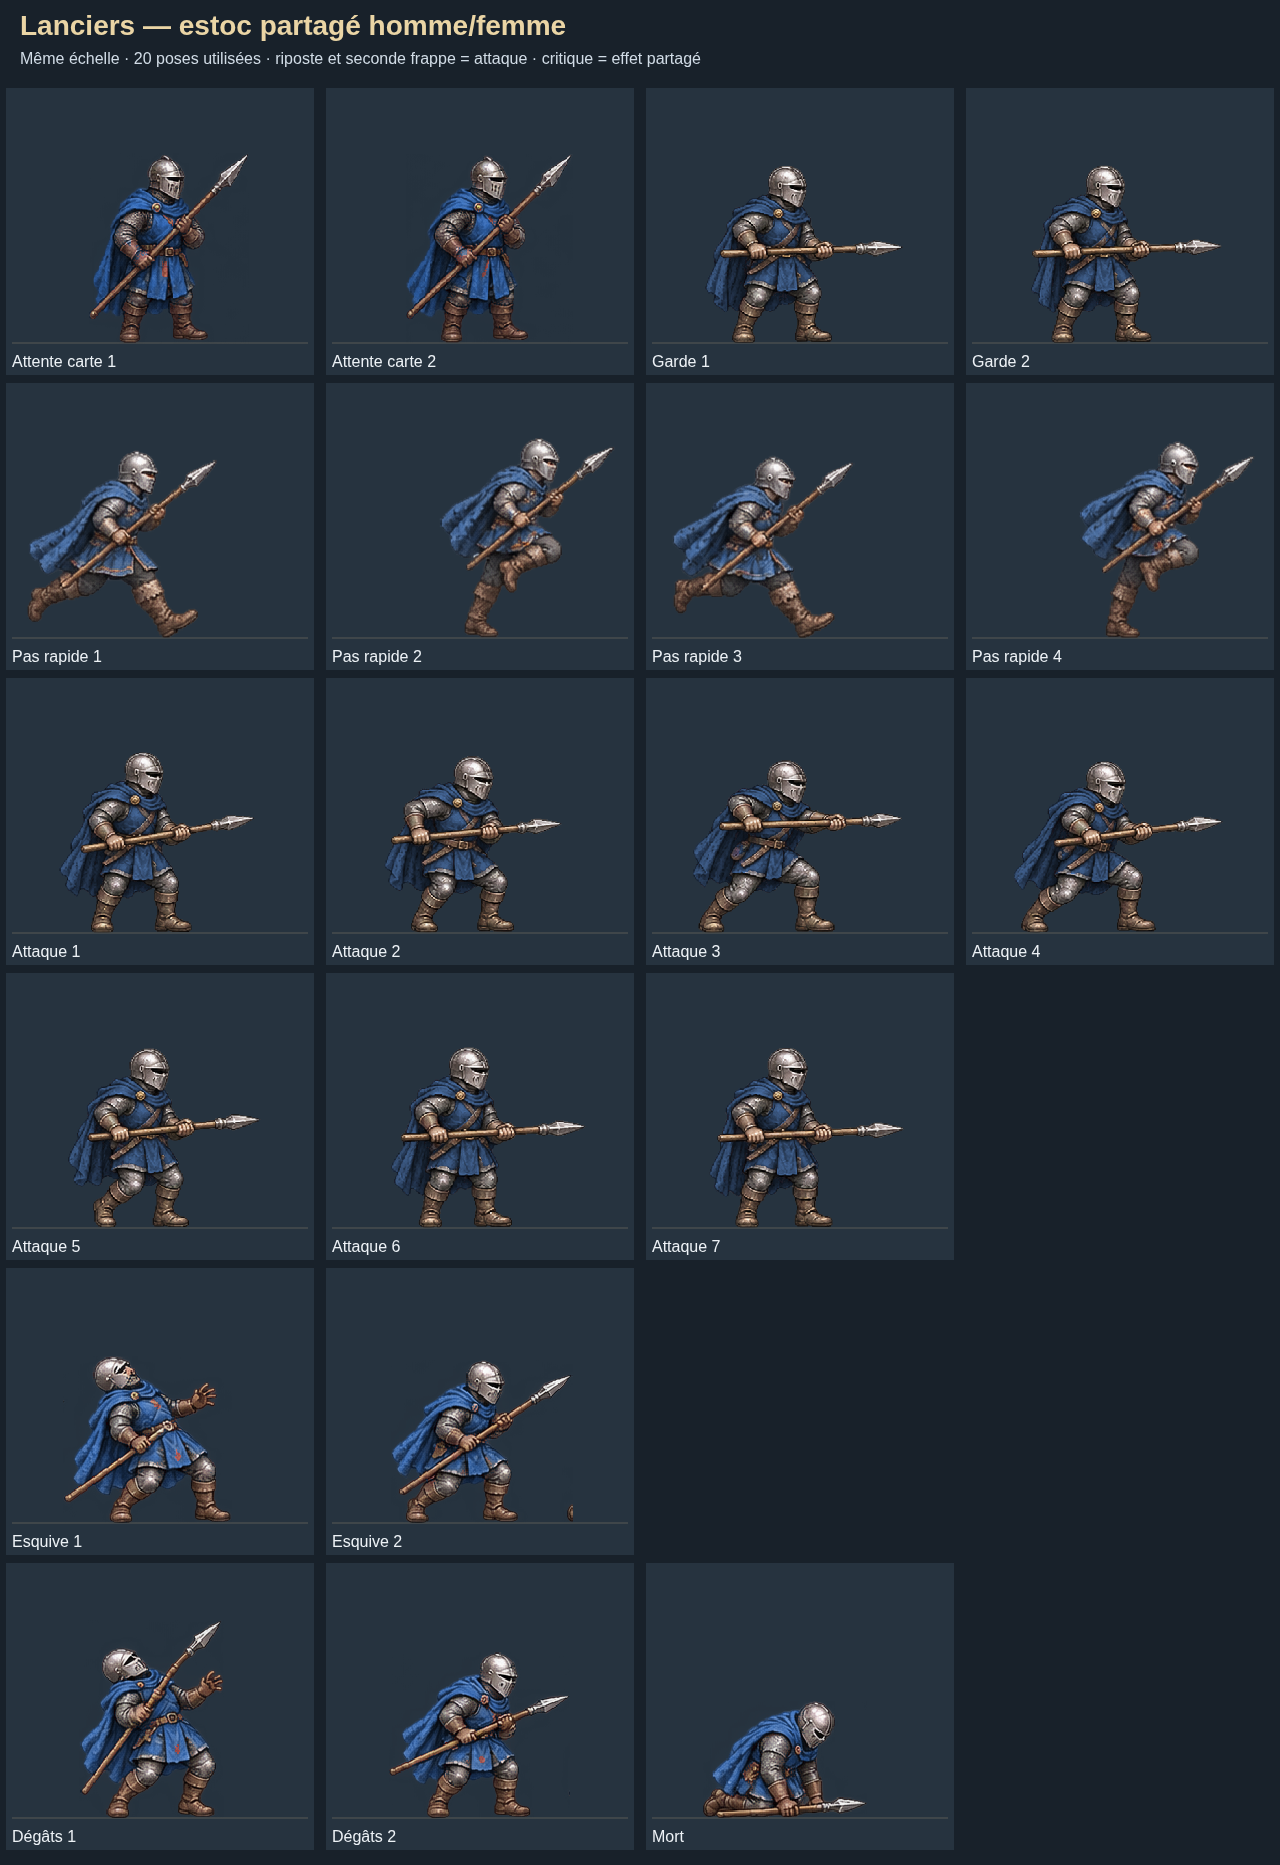 Lanciers — estoc partagé homme/femme
Même échelle · 20 poses utilisées · riposte et seconde frappe = attaque · critique = effet partagé
Attente carte 1
Attente carte 2
Garde 1
Garde 2
Pas rapide 1
Pas rapide 2
Pas rapide 3
Pas rapide 4
Attaque 1
Attaque 2
Attaque 3
Attaque 4
Attaque 5
Attaque 6
Attaque 7
Esquive 1
Esquive 2
Dégâts 1
Dégâts 2
Mort